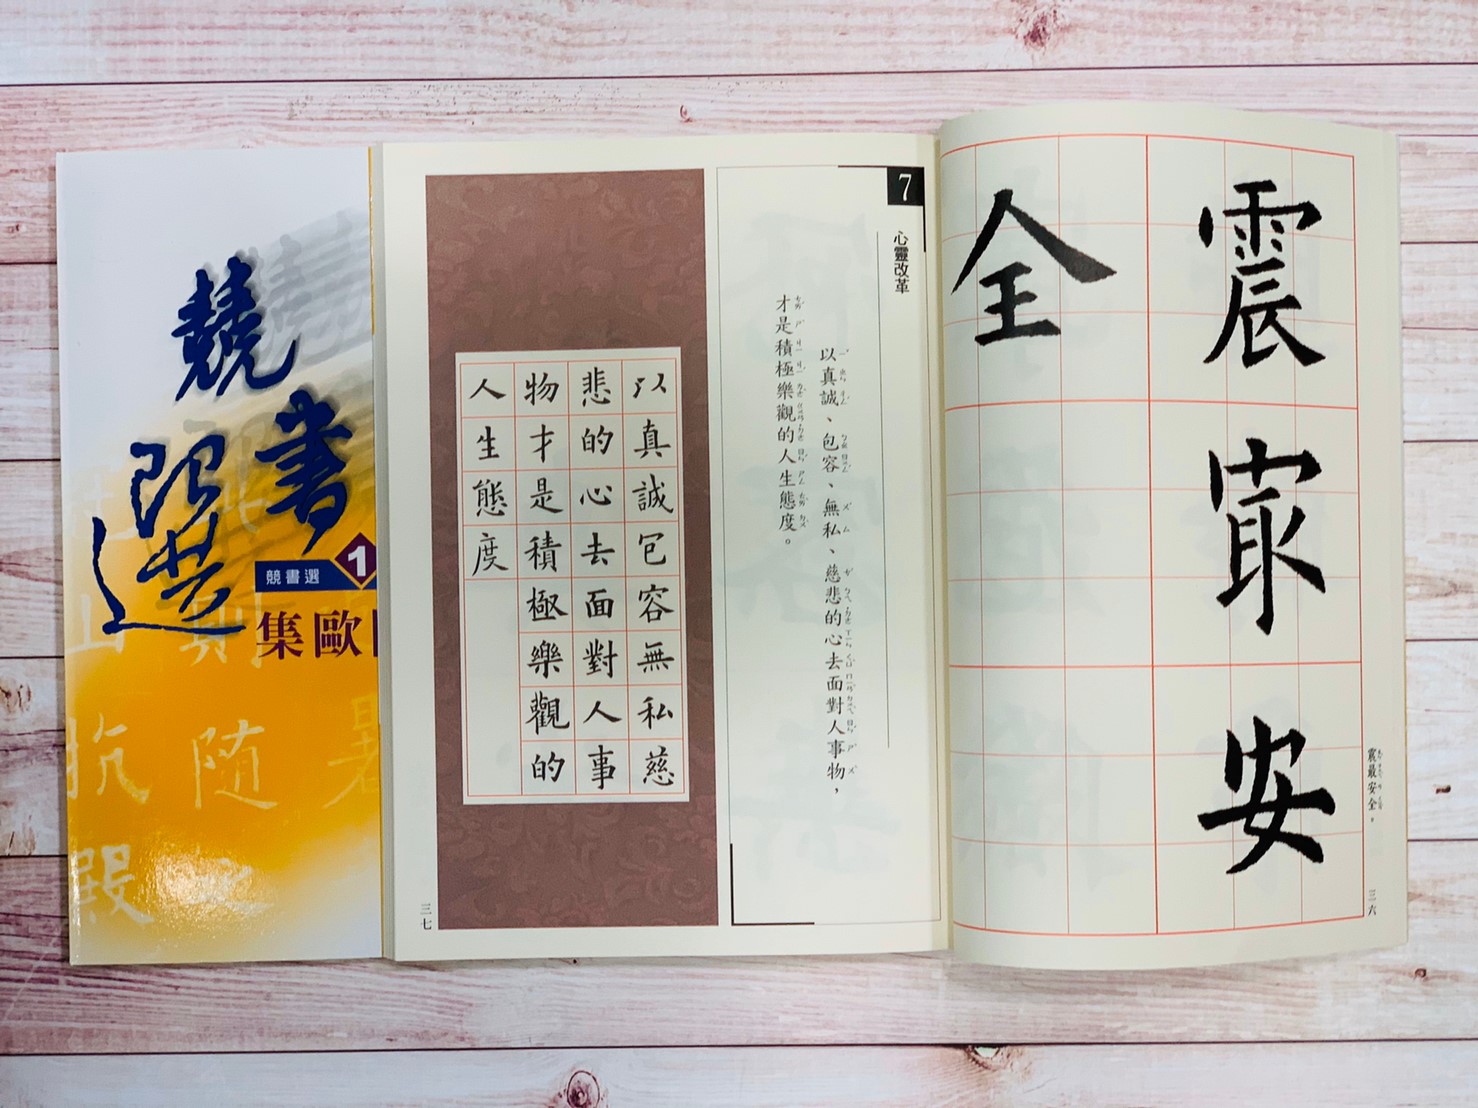 競書選
競書選 1
集歐
抗 随 暑
殿 之
震最安
全
震最安全。
三六
7
心靈改革
以真誠、包容、無私、慈悲的心去面對人事物，
才是積極樂觀的人生態度。
以真誠包容無私慈
悲的心去面對人事
物才是積極樂觀的
人生態度
三七